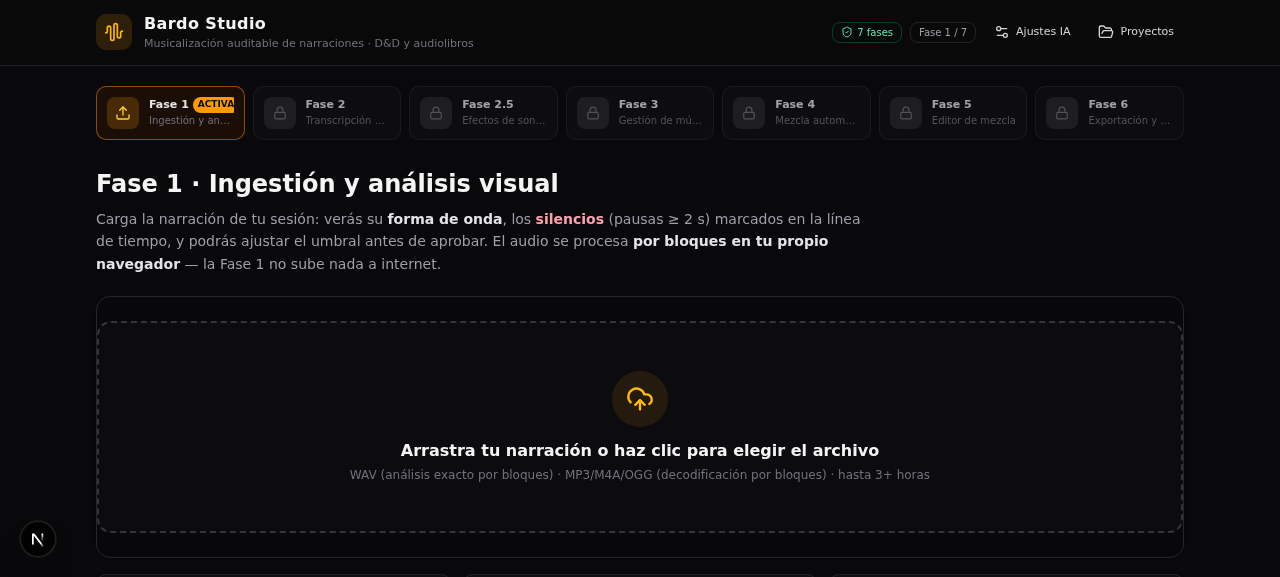 Bardo Studio
Musicalización auditable de narraciones · D&D y audiolibros
7 fases
Fase 1 / 7
Ajustes IA
Proyectos
Fase 1 ACTIVA
Ingestión y an...
Fase 2
Transcripción ...
Fase 2.5
Efectos de son...
Fase 3
Gestión de mú...
Fase 4
Mezcla autom...
Fase 5
Editor de mezcla
Fase 6
Exportación y ...
Fase 1 · Ingestión y análisis visual
Carga la narración de tu sesión: verás su forma de onda, los silencios (pausas ≥ 2 s) marcados en la línea
de tiempo, y podrás ajustar el umbral antes de aprobar. El audio se procesa por bloques en tu propio
navegador — la Fase 1 no sube nada a internet.
Arrastra tu narración o haz clic para elegir el archivo
WAV (análisis exacto por bloques) · MP3/M4A/OGG (decodificación por bloques) · hasta 3+ horas
N